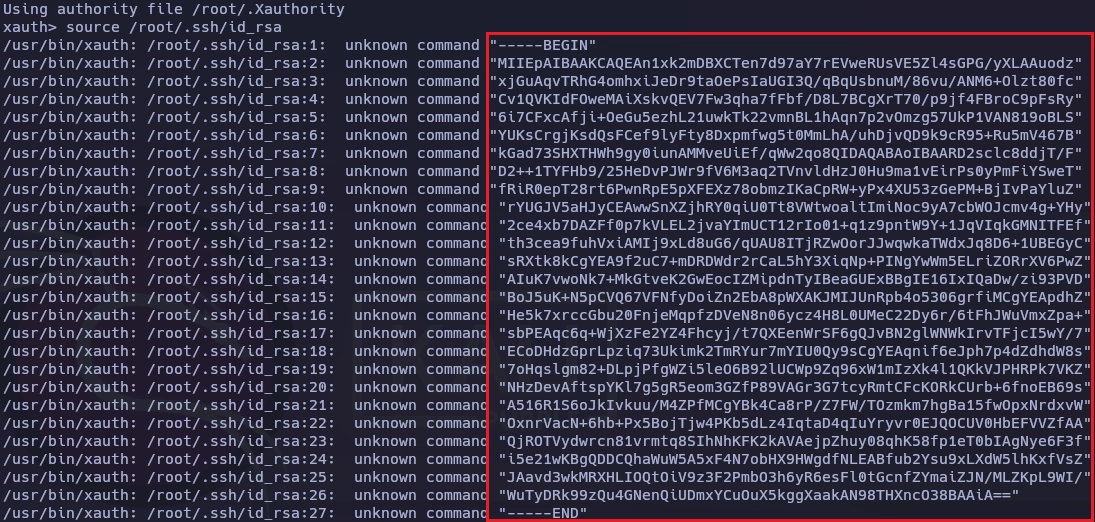 Using authority file /root/.Xauthority
xauth> source /root/.ssh/id_rsa
/usr/bin/xauth: /root/.ssh/id_rsa:1:  unknown command "-----BEGIN"
/usr/bin/xauth: /root/.ssh/id_rsa:2:  unknown command "MIIEpAIBAAKCAQEAn1xk2mDBXCTen7d97aY7rEVweRUsVE5Zl4sGPG/yXLAAuodz"
/usr/bin/xauth: /root/.ssh/id_rsa:3:  unknown command "xjGuAqvTRhG4omhxiJeDr9taOePsIaUGI3Q/qBqUsbnuM/86vu/ANM6+Olzt80fc"
/usr/bin/xauth: /root/.ssh/id_rsa:4:  unknown command "Cv1QVKIdFOweMAiXskvQEV7Fw3qha7fFbf/D8L7BCgXrT70/p9jf4FBroC9pFsRy"
/usr/bin/xauth: /root/.ssh/id_rsa:5:  unknown command "6i7CFxcAfji+OeGu5ezhL21uwkTk22vmnBL1hAqn7p2vOmzg57UkP1VAN819oBLS"
/usr/bin/xauth: /root/.ssh/id_rsa:6:  unknown command "YUKsCrgjKsdQsFCef9lyFty8Dxpmfwg5t0MmLhA/uhDjvQD9k9cR95+Ru5mV467B"
/usr/bin/xauth: /root/.ssh/id_rsa:7:  unknown command "kGad73SHXTHWh9gy0iunAMMveUiEf/qWw2qo8QIDAQABAoIBAARD2sclc8ddjT/F"
/usr/bin/xauth: /root/.ssh/id_rsa:8:  unknown command "D2++1TYFHb9/25HeDvPJWr9fV6M3aq2TVnvldHzJ0Hu9ma1vEirPs0yPmFiYSweT"
/usr/bin/xauth: /root/.ssh/id_rsa:9:  unknown command "fRiR0epT28rt6PwnRpE5pXFEXz78obmzIKaCpRW+yPx4XU53zGePM+BjIvPaYluZ"
/usr/bin/xauth: /root/.ssh/id_rsa:10:  unknown command "rYUGJV5aHJyCEAwwSnXZjhRY0qiU0Tt8VWtwoaltImiNoc9yA7cbWOJcmv4g+YHy"
/usr/bin/xauth: /root/.ssh/id_rsa:11:  unknown command "2ce4xb7DAZFf0p7kVLEL2jvaYImUCT12rIo01+q1z9pntW9Y+1JqVIqkGMNITFEf"
/usr/bin/xauth: /root/.ssh/id_rsa:12:  unknown command "th3cea9fuhVxiAMIj9xLd8uG6/qUAU8ITjRZwOorJJwqwkaTWdxJq8D6+1UBEGyC"
/usr/bin/xauth: /root/.ssh/id_rsa:13:  unknown command "sRXtk8kCgYEA9f2uC7+mDRDWdr2rCaL5hY3XiqNp+PINgYwWm5ELriZORrXV6PwZ"
/usr/bin/xauth: /root/.ssh/id_rsa:14:  unknown command "AIuK7vwoNk7+MkGtveK2GwEocIZMipdnTyIBeaGUExBBgIE16IxIQaDw/zi93PVD"
/usr/bin/xauth: /root/.ssh/id_rsa:15:  unknown command "BoJ5uK+N5pCVQ67VFNfyDoiZn2EbA8pWXAKJMIJUnRpb4o5306grfiMCgYEApdhZ"
/usr/bin/xauth: /root/.ssh/id_rsa:16:  unknown command "He5k7xrccGbu20FnjeMqpfzDVeN8n06ycz4H8L0UMeC22Dy6r/6tFhJWuVmxZpa+"
/usr/bin/xauth: /root/.ssh/id_rsa:17:  unknown command "sbPEAqc6q+WjXzFe2YZ4Fhcyj/t7QXEenWrSF6gQJvBN2glWNWkIrvTFjcI5wY/7"
/usr/bin/xauth: /root/.ssh/id_rsa:18:  unknown command "ECoDHdzGprLpziq73Ukimk2TmRYur7mYIU0Qy9sCgYEAqnif6eJph7p4dZdhdW8s"
/usr/bin/xauth: /root/.ssh/id_rsa:19:  unknown command "7oHqslgm82+DLpjPfgWZi5leO6B92lUCWp9Zq96xW1mIzXk4l1QKkVJPHRPk7VKZ"
/usr/bin/xauth: /root/.ssh/id_rsa:20:  unknown command "NHzDevAftspYKl7g5gR5eom3GZfP89VAGr3G7tcyRmtCFcKORkCUrb+6fnoEB69s"
/usr/bin/xauth: /root/.ssh/id_rsa:21:  unknown command "A516R1S6oJkIvkuu/M4ZPfMCgYBk4Ca8rP/Z7FW/TOzmkm7hgBa15fwOpxNrdxvW"
/usr/bin/xauth: /root/.ssh/id_rsa:22:  unknown command "OxnrVacN+6hb+Px5BojTjw4PKb5dLz4IqtaD4qIuYryvr0EJQOCUV0HbEFVVZfAA"
/usr/bin/xauth: /root/.ssh/id_rsa:23:  unknown command "QjROTVydwrcn81vrmtq8SIhNhKFK2kAVAejpZhuy08qhK58fp1eT0bIAgNye6F3f"
/usr/bin/xauth: /root/.ssh/id_rsa:24:  unknown command "i5e21wKBgQDDCQhaWuW5A5xF4N7obHX9HWgdfNLEABfub2Ysu9xLXdW5lhKxfVsZ"
/usr/bin/xauth: /root/.ssh/id_rsa:25:  unknown command "JAavd3wkMRXHLIOQtOiV9z3F2PmbO3h6yR6esFl0tGcnfZYmaiZJN/MLZKpL9WI/"
/usr/bin/xauth: /root/.ssh/id_rsa:26:  unknown command "WuTyDRk99zQu4GNenQiUDmxYCuOuX5kggXaakAN98THXncO38BAAiA=="
/usr/bin/xauth: /root/.ssh/id_rsa:27:  unknown command "-----END"